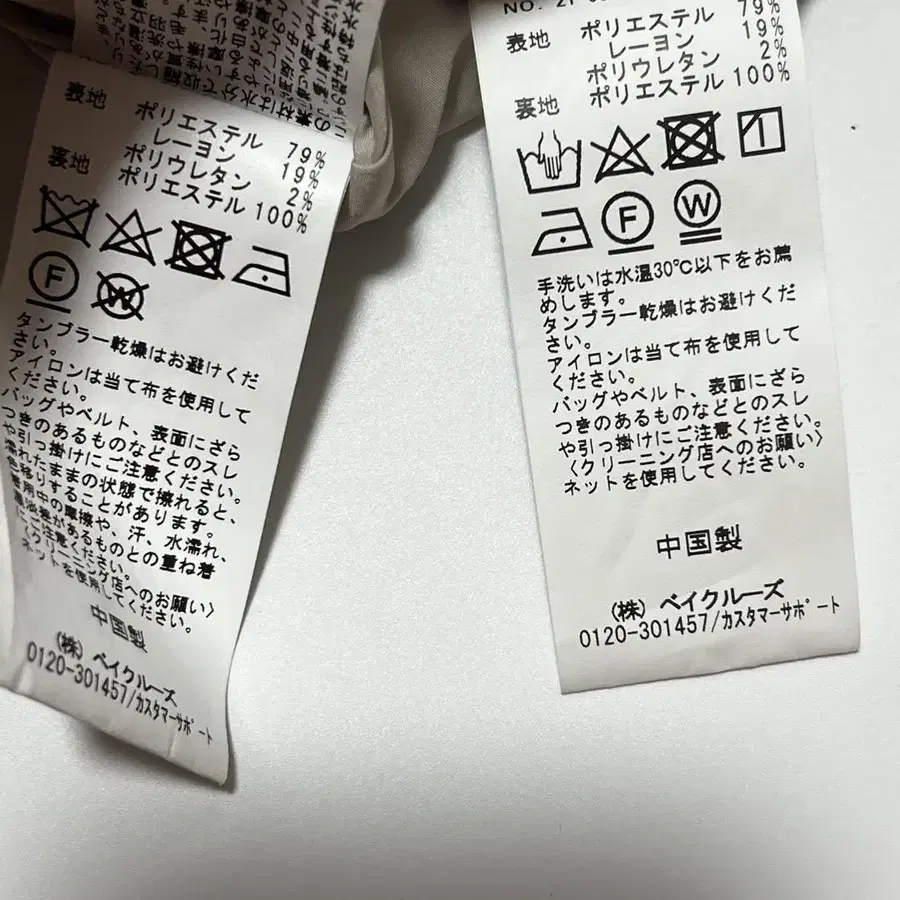 表地
ポリエステル 79%
レーヨン 19%
ポリウレタン 2%
裏地
ポリエステル 100%
F
W
タンブラー乾燥はお避けくだ
さい。
アイロンは当て布を使用して
ください。
バッグやベルト、表面にざら
つきのあるものなどとのスレ
や引っ掛けにご注意ください。
濡れたままの状態で擦れると、
色移りすることがあります。
着用中の摩擦や、汗、水濡れ、
湿気があるものとの重ね着
にご注意ください。
〈クリーニング店へのお願い〉
ネットを使用してください。
中国製
(株) ベイクルーズ
0120-301457/カスタマーサポート
表地
ポリエステル 79%
レーヨン 19%
ポリウレタン 2%
裏地
ポリエステル 100%
F
W
手洗いは水温30℃以下をお薦
めします。
タンブラー乾燥はお避けくだ
さい。
アイロンは当て布を使用して
ください。
バッグやベルト、表面にざら
つきのあるものなどとのスレ
や引っ掛けにご注意ください。
〈クリーニング店へのお願い〉
ネットを使用してください。
中国製
(株) ベイクルーズ
0120-301457/カスタマーサポート